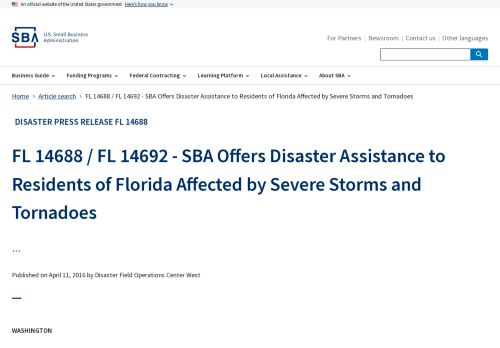 An official website of the United States government Here's how you know
SBA U.S. Small Business
Administration
For Partners Newsroom Contact us Other languages
Business Guide Funding Programs Federal Contracting Learning Platform Local Assistance About SBA
Home Article search FL 14688 / FL 14692 - SBA Offers Disaster Assistance to Residents of Florida Affected by Severe Storms and Tornadoes
DISASTER PRESS RELEASE FL 14688
FL 14688 / FL 14692 - SBA Offers Disaster Assistance to
Residents of Florida Affected by Severe Storms and
Tornadoes
...
Published on April 11, 2016 by Disaster Field Operations Center West
—
WASHINGTON